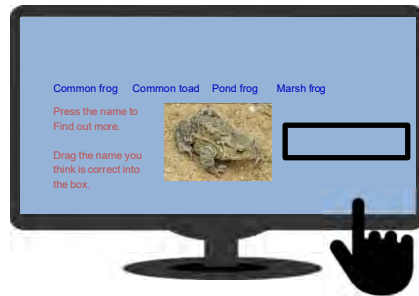 Common frog Common toad Pond frog Marsh frog
Press the name to
Find out more.
Drag the name you
think is correct into
the box.